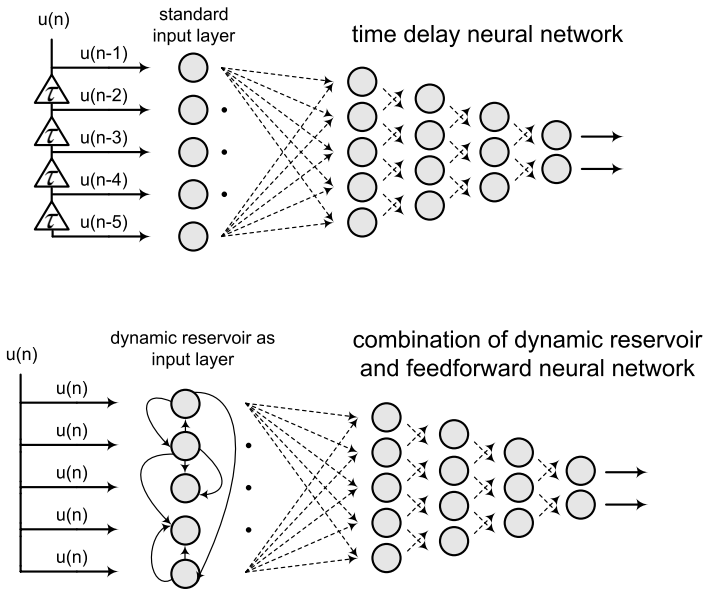 u(n)
standard
input layer
time delay neural network
u(n-1)
τ
u(n-2)
τ
u(n-3)
τ
u(n-4)
τ
u(n-5)
dynamic reservoir as
input layer
combination of dynamic reservoir
and feedforward neural network
u(n)
u(n)
u(n)
u(n)
u(n)
u(n)